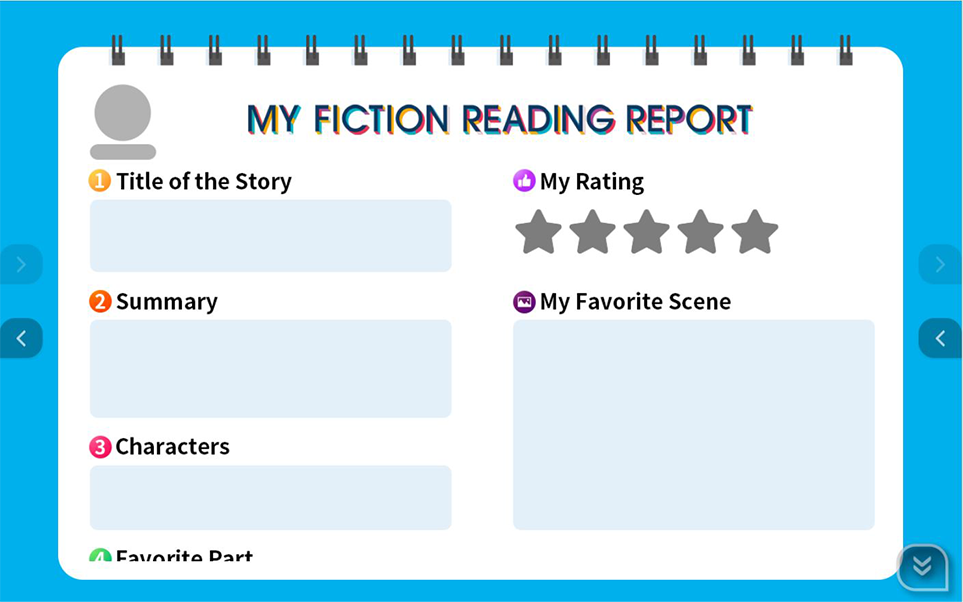 MY FICTION READING REPORT
1 Title of the Story
My Rating
2 Summary
My Favorite Scene
3 Characters
4 Favorite Part